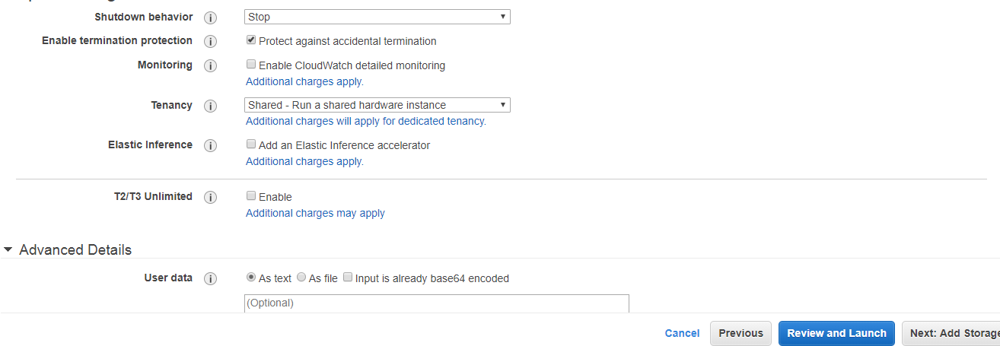 Shutdown behavior i Stop
Enable termination protection i Protect against accidental termination
Monitoring i Enable CloudWatch detailed monitoring
Additional charges apply.
Tenancy i Shared - Run a shared hardware instance
Additional charges will apply for dedicated tenancy.
Elastic Inference i Add an Elastic Inference accelerator
Additional charges apply.
T2/T3 Unlimited i Enable
Additional charges may apply
Advanced Details
User data i As text As file Input is already base64 encoded
(Optional)
Cancel Previous Review and Launch Next: Add Storage